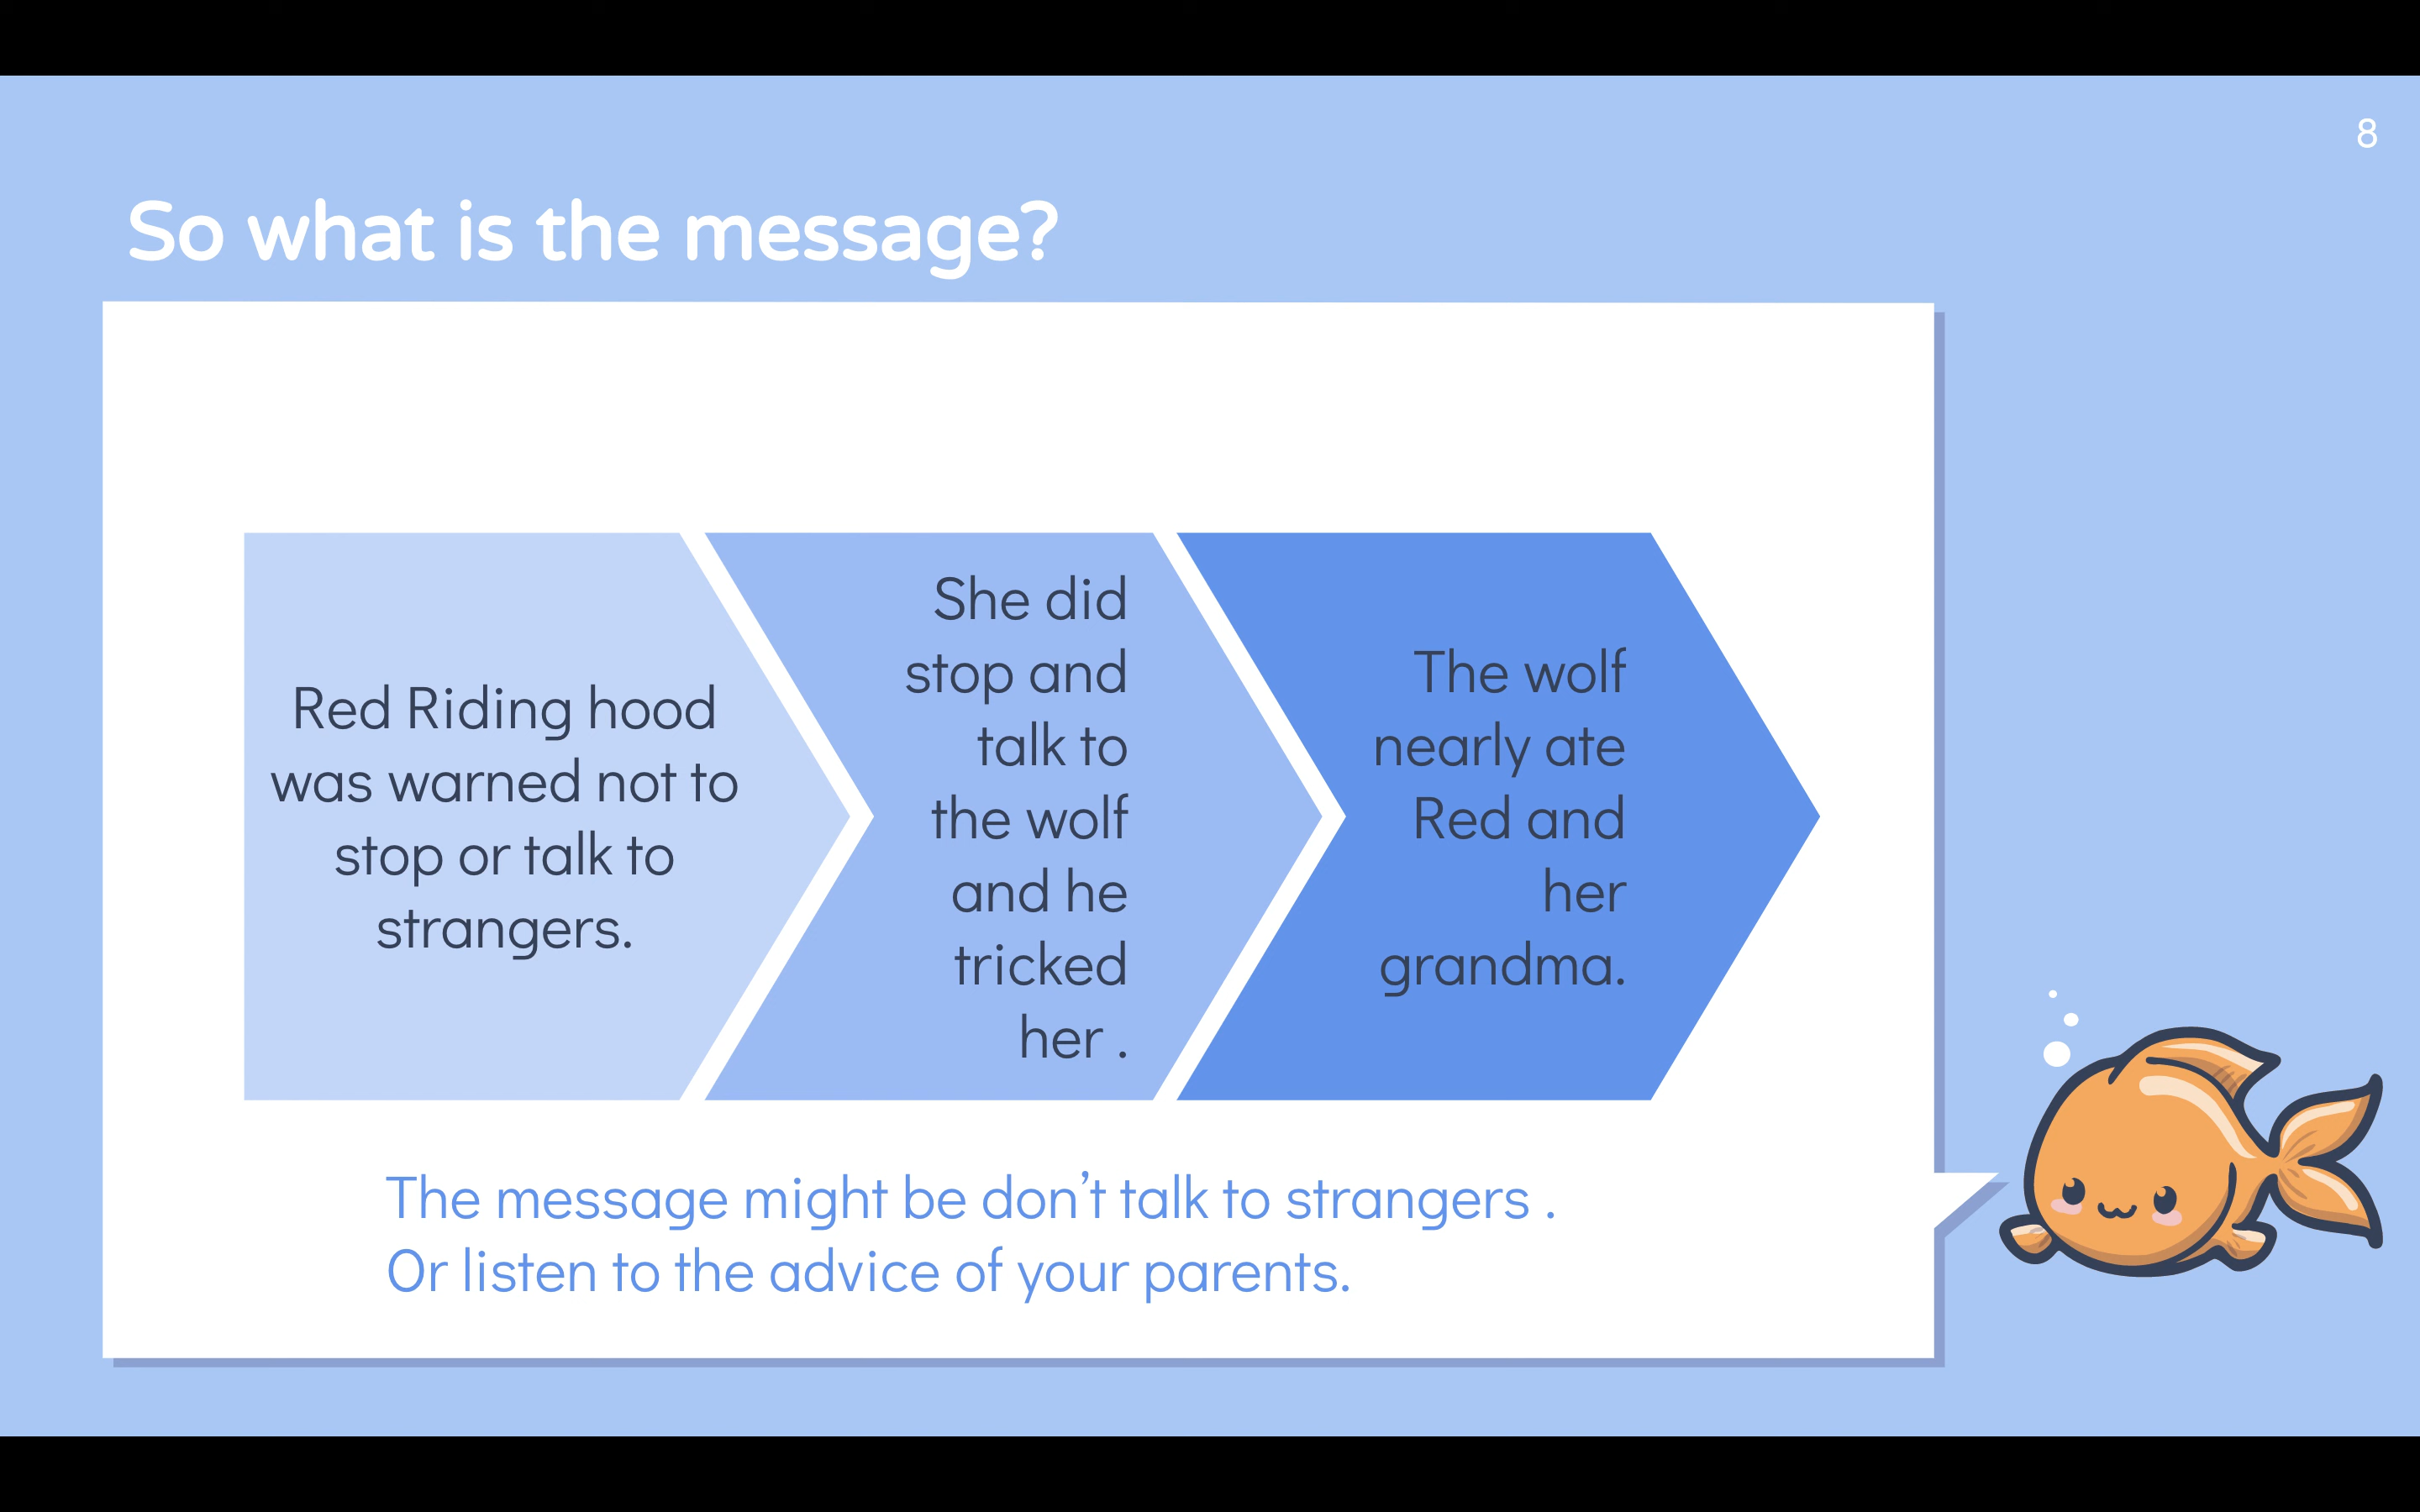 8
So what is the message?
Red Riding hood
was warned not to
stop or talk to
strangers.
She did
stop and
talk to
the wolf
and he
tricked
her .
The wolf
nearly ate
Red and
her
grandma.
The message might be don’t talk to strangers .
Or listen to the advice of your parents.